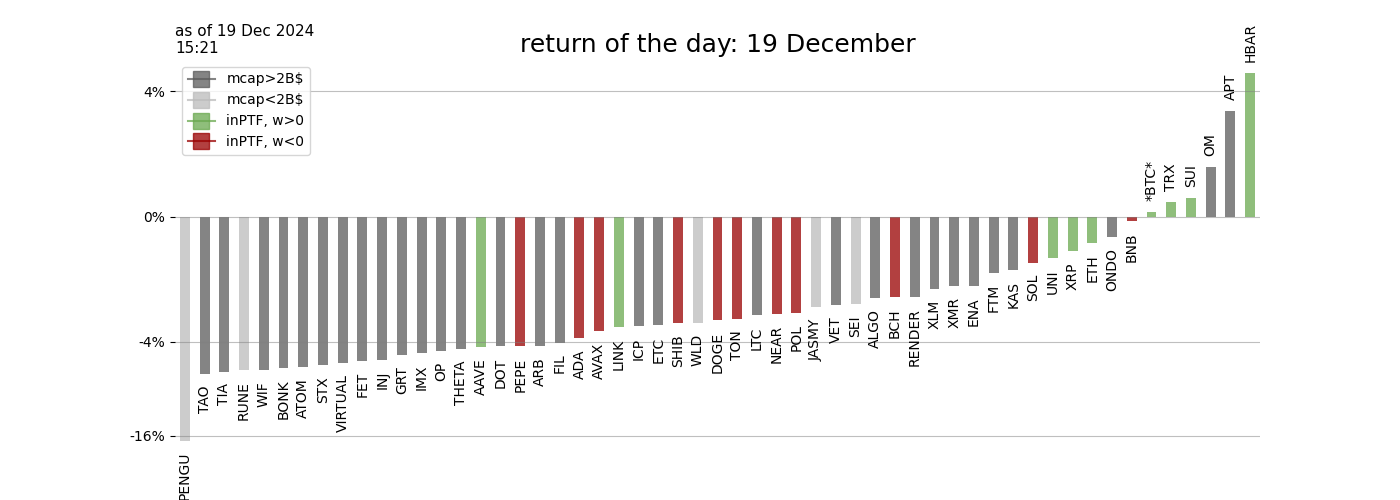 as of 19 Dec 2024
15:21
return of the day: 19 December
mcap>2B$
mcap<2B$
inPTF, w>0
inPTF, w<0
4%
0%
-4%
-16%
PENGU
TAO
TIA
RUNE
WIF
BONK
ATOM
STX
VIRTUAL
FET
INJ
GRT
IMX
OP
THETA
AAVE
DOT
PEPE
ARB
FIL
ADA
AVAX
LINK
ICP
ETC
SHIB
WLD
DOGE
TON
LTC
NEAR
POL
JASMY
VET
SEI
ALGO
BCH
RENDER
XLM
XMR
ENA
FTM
KAS
SOL
UNI
XRP
ETH
ONDO
BNB
*BTC*
TRX
SUI
OM
APT
HBAR